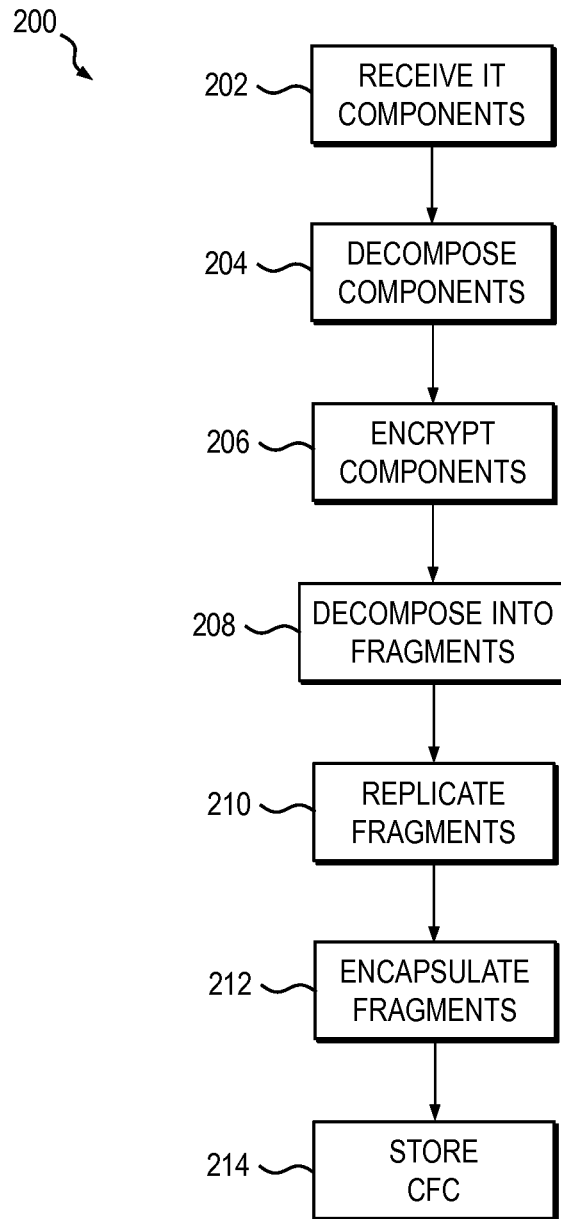 200
202
RECEIVE IT
COMPONENTS
204
DECOMPOSE
COMPONENTS
206
ENCRYPT
COMPONENTS
208
DECOMPOSE INTO
FRAGMENTS
210
REPLICATE
FRAGMENTS
212
ENCAPSULATE
FRAGMENTS
214
STORE
CFC